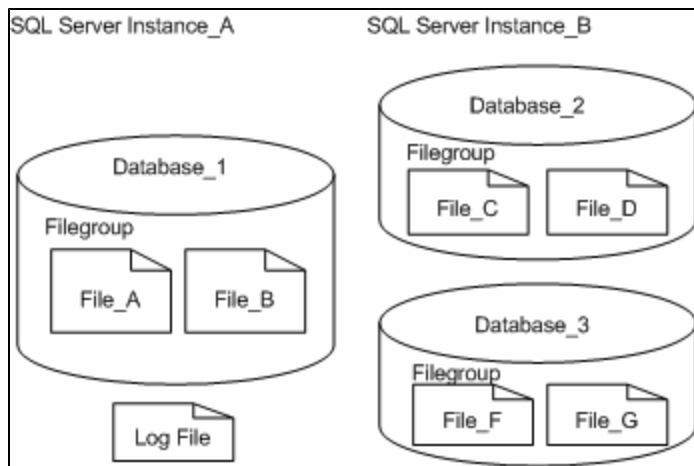 SQL Server Instance_A
Database_1
Filegroup
File_A
File_B
Log File
SQL Server Instance_B
Database_2
Filegroup
File_C
File_D
Database_3
Filegroup
File_F
File_G